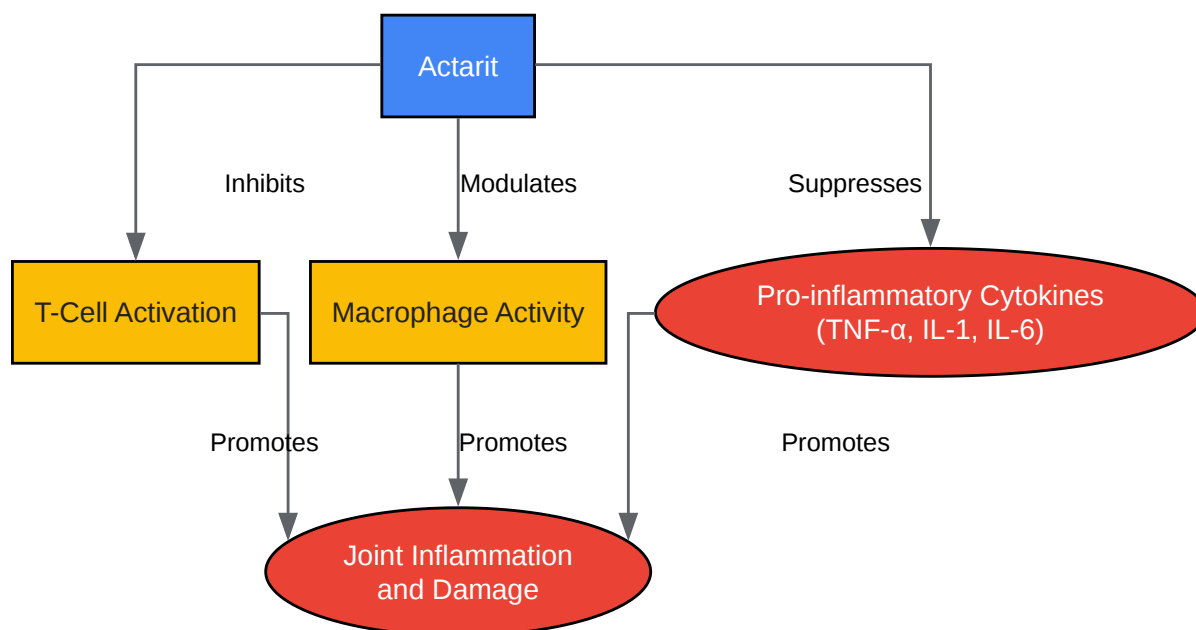 Actarit
Inhibits
Modulates
Suppresses
T-Cell Activation
Macrophage Activity
Pro-inflammatory Cytokines
(TNF-α, IL-1, IL-6)
Promotes
Promotes
Promotes
Joint Inflammation
and Damage